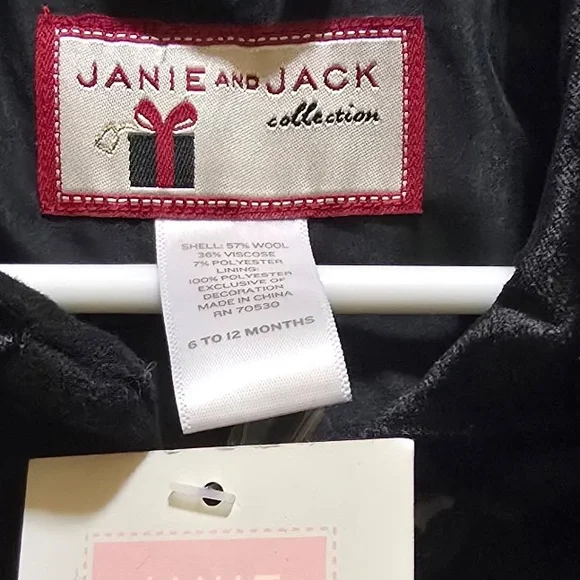 JANIE AND JACK
collection
SHELL: 57% WOOL
36% VISCOSE
7% POLYESTER
LINING:
100% POLYESTER
EXCLUSIVE OF
DECORATION
MADE IN CHINA
RN 70530
6 TO 12 MONTHS
JANIE